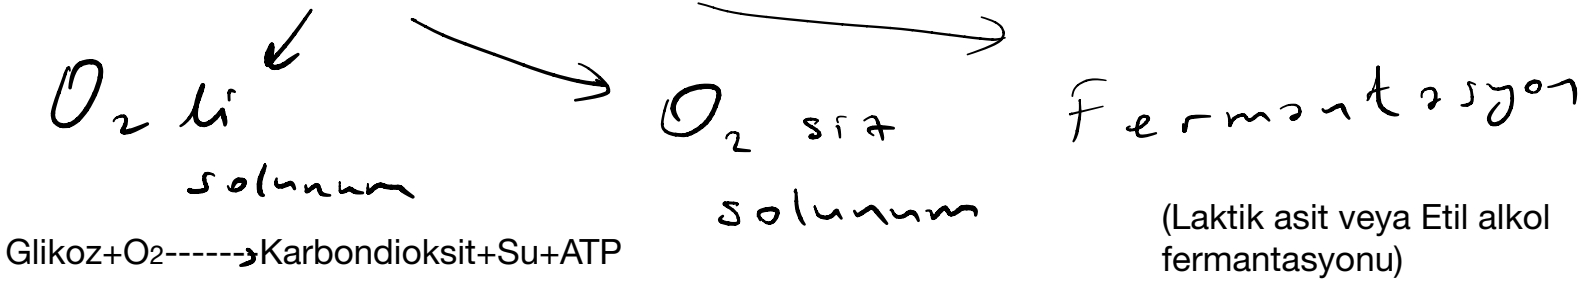 O2 li
solunum
Glikoz+O2------>Karbondioksit+Su+ATP
O2 siz
solunum
Fermantasyon
(Laktik asit veya Etil alkol
fermantasyonu)